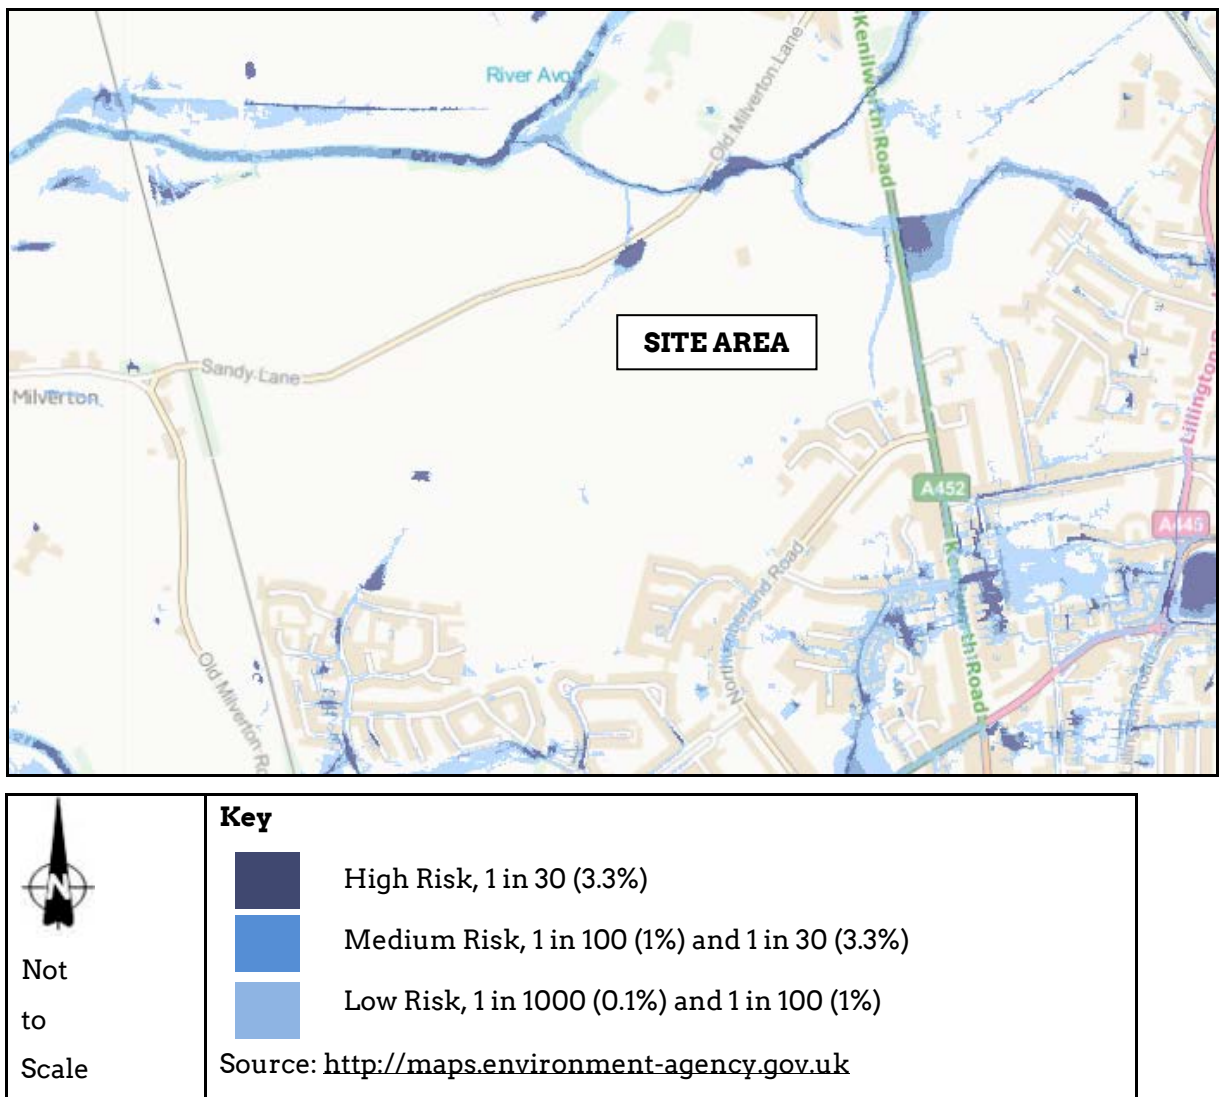 Kenilworth Road
River Avo
Old Milverton Lane
SITE AREA
Sandy Lane
Milverton
Lillington
A452
A445
Northumberland Road
Old Milverton
Road
Key
High Risk, 1 in 30 (3.3%)
Medium Risk, 1 in 100 (1%) and 1 in 30 (3.3%)
Low Risk, 1 in 1000 (0.1%) and 1 in 100 (1%)
Source: http://maps.environment-agency.gov.uk
N
Not
to
Scale